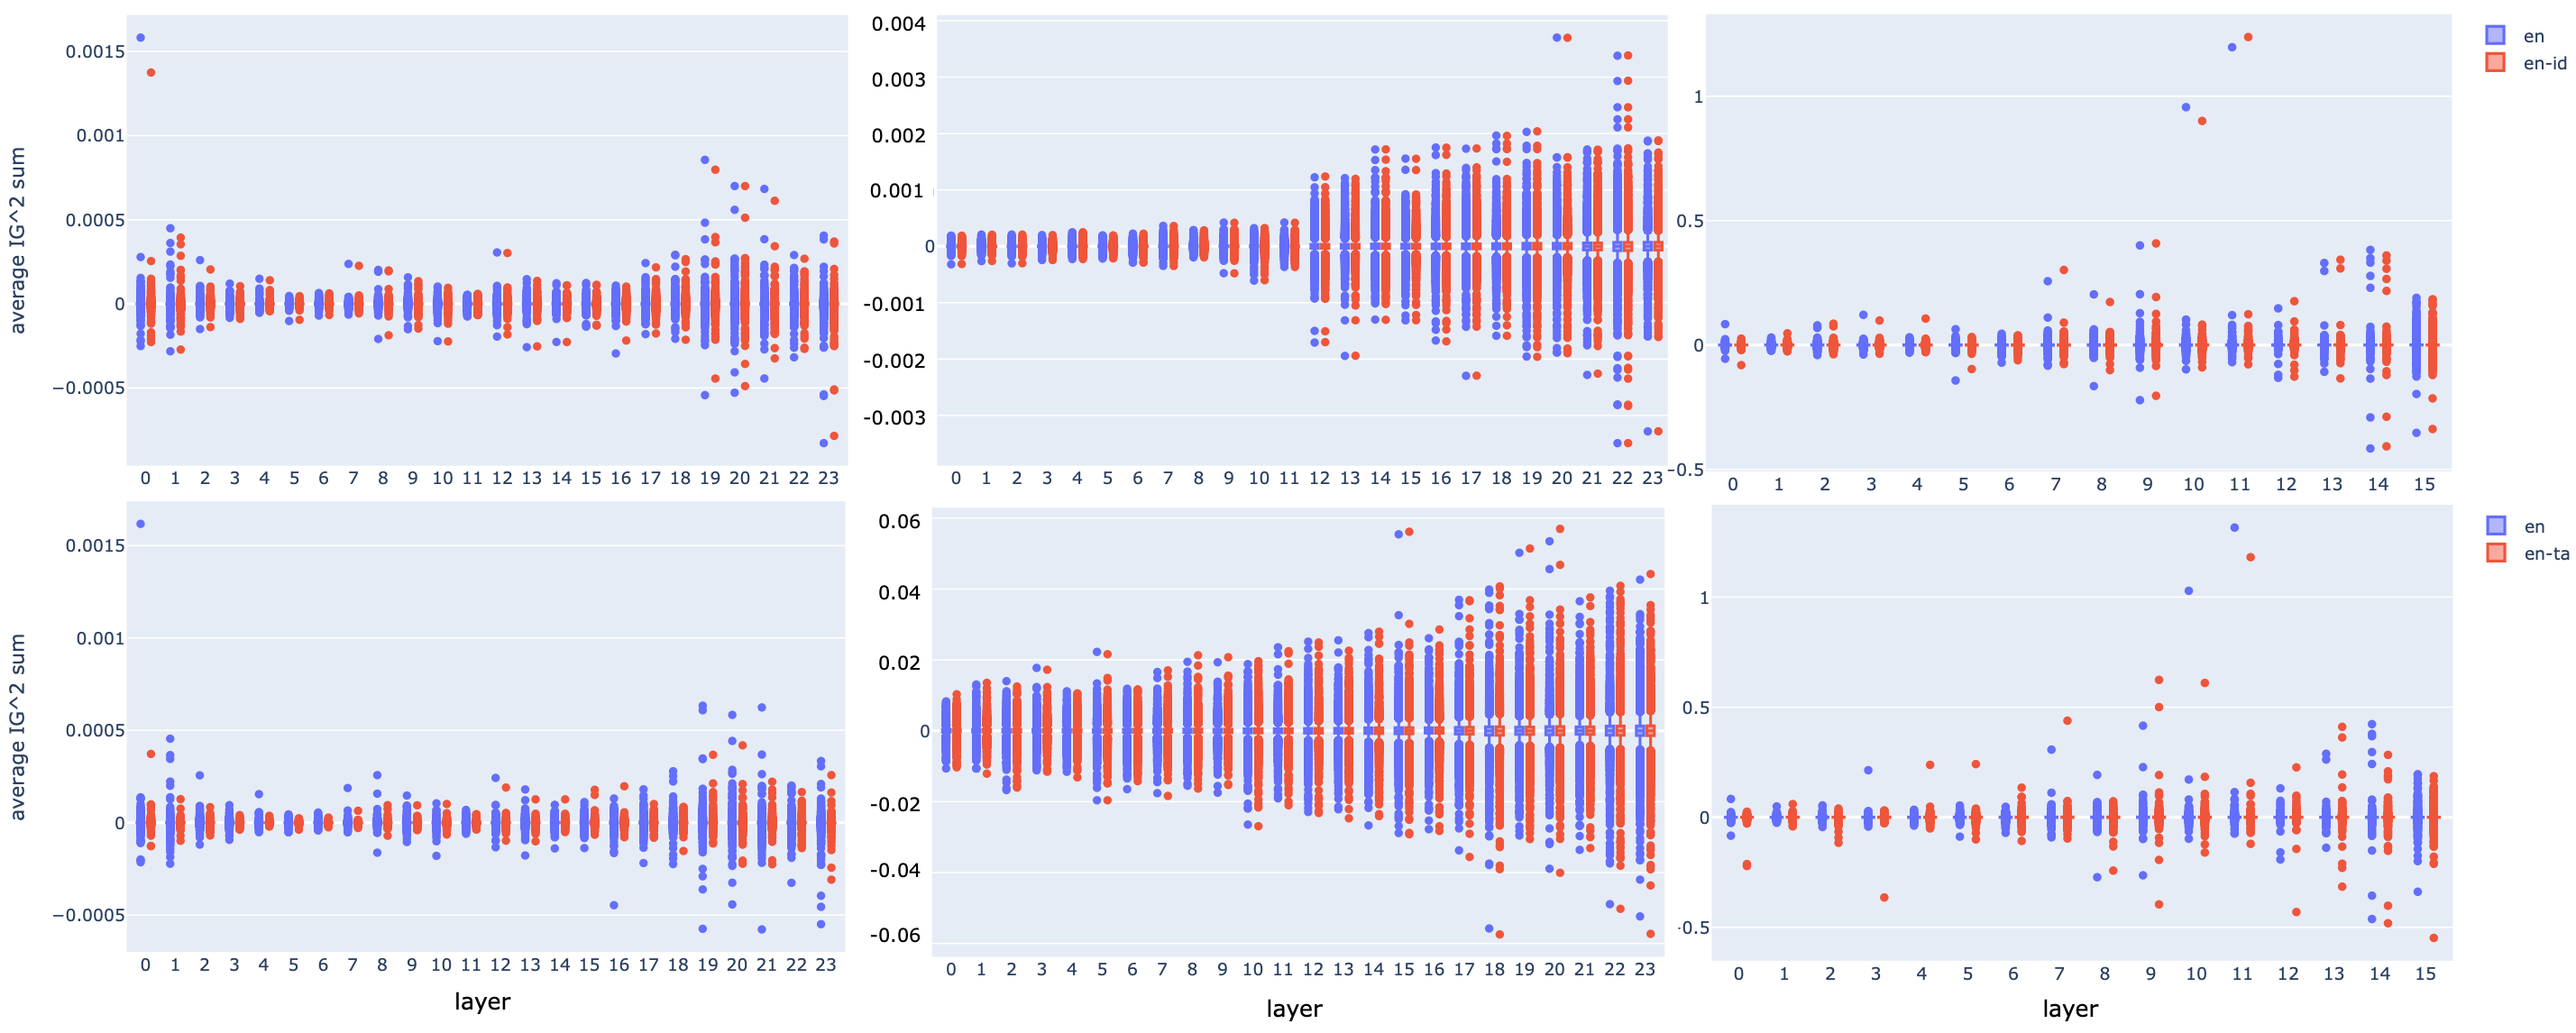 average IG^2 sum
0.0015
0.001
0.0005
0
−0.0005
0 1 2 3 4 5 6 7 8 9 10 11 12 13 14 15 16 17 18 19 20 21 22 23
0.004
0.003
0.002
0.001
0
-0.001
-0.002
-0.003
0 1 2 3 4 5 6 7 8 9 10 11 12 13 14 15 16 17 18 19 20 21 22 23
1
0.5
0
-0.5
0 1 2 3 4 5 6 7 8 9 10 11 12 13 14 15
en
en-id
average IG^2 sum
0.0015
0.001
0.0005
0
−0.0005
0 1 2 3 4 5 6 7 8 9 10 11 12 13 14 15 16 17 18 19 20 21 22 23
layer
0.06
0.04
0.02
0
-0.02
-0.04
-0.06
0 1 2 3 4 5 6 7 8 9 10 11 12 13 14 15 16 17 18 19 20 21 22 23
layer
1
0.5
0
-0.5
0 1 2 3 4 5 6 7 8 9 10 11 12 13 14 15
layer
en
en-ta